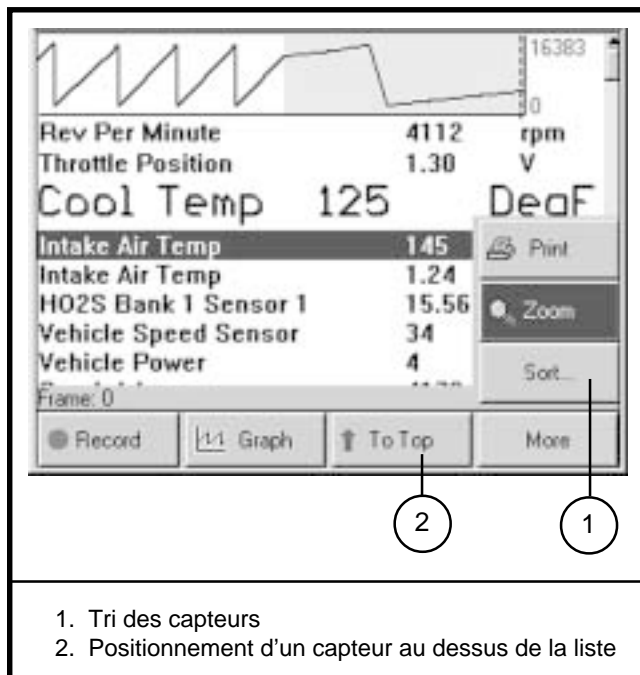 16383
0
Rev Per Minute 4112 rpm
Throttle Position 1.30 V
Cool Temp 125 DegF
Intake Air Temp 145
Intake Air Temp 1.24
HO2S Bank 1 Sensor 1 15.56
Vehicle Speed Sensor 34
Vehicle Power 4
Print
Zoom
Sort...
Frame: 0
Record Graph To Top More
2 1
1. Tri des capteurs
2. Positionnement d'un capteur au dessus de la liste